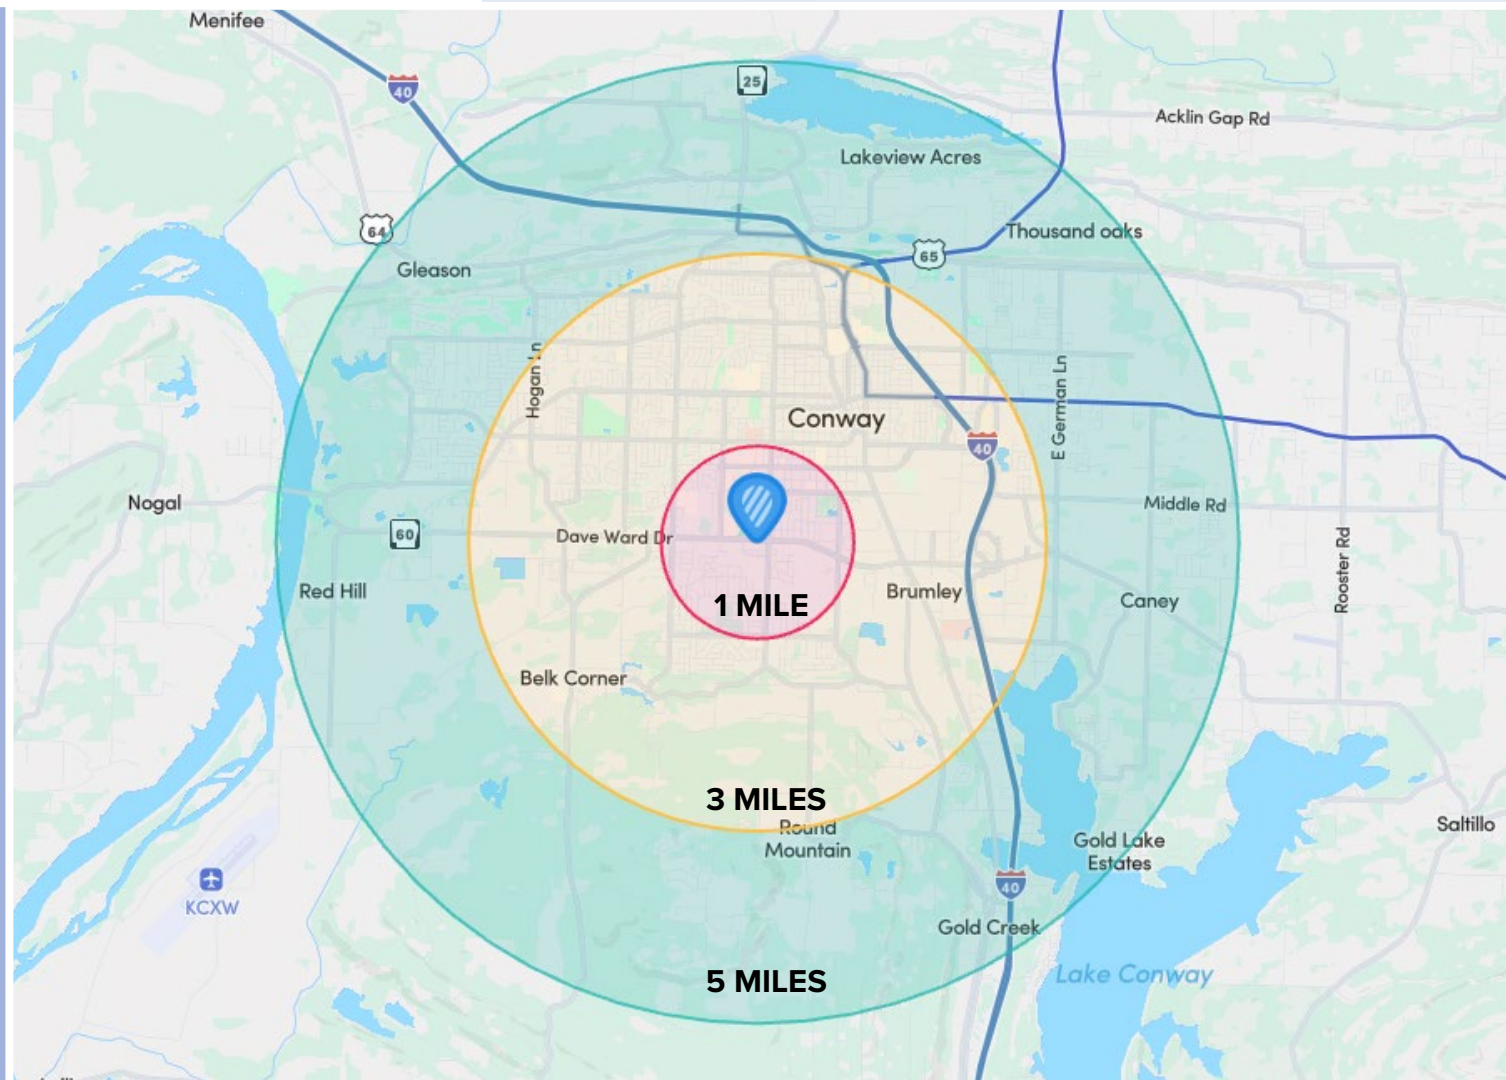 Menifee
40
25
Acklin Gap Rd
Lakeview Acres
64
Thousand oaks
65
Gleason
Hogan Ln
E German Ln
Conway
40
Nogal
Middle Rd
60
Dave Ward Dr
Rooster Rd
Red Hill
Brumley
Caney
1 MILE
Belk Corner
3 MILES
Round
Mountain
Saltillo
Gold Lake
Estates
40
KCXW
Gold Creek
Lake Conway
5 MILES